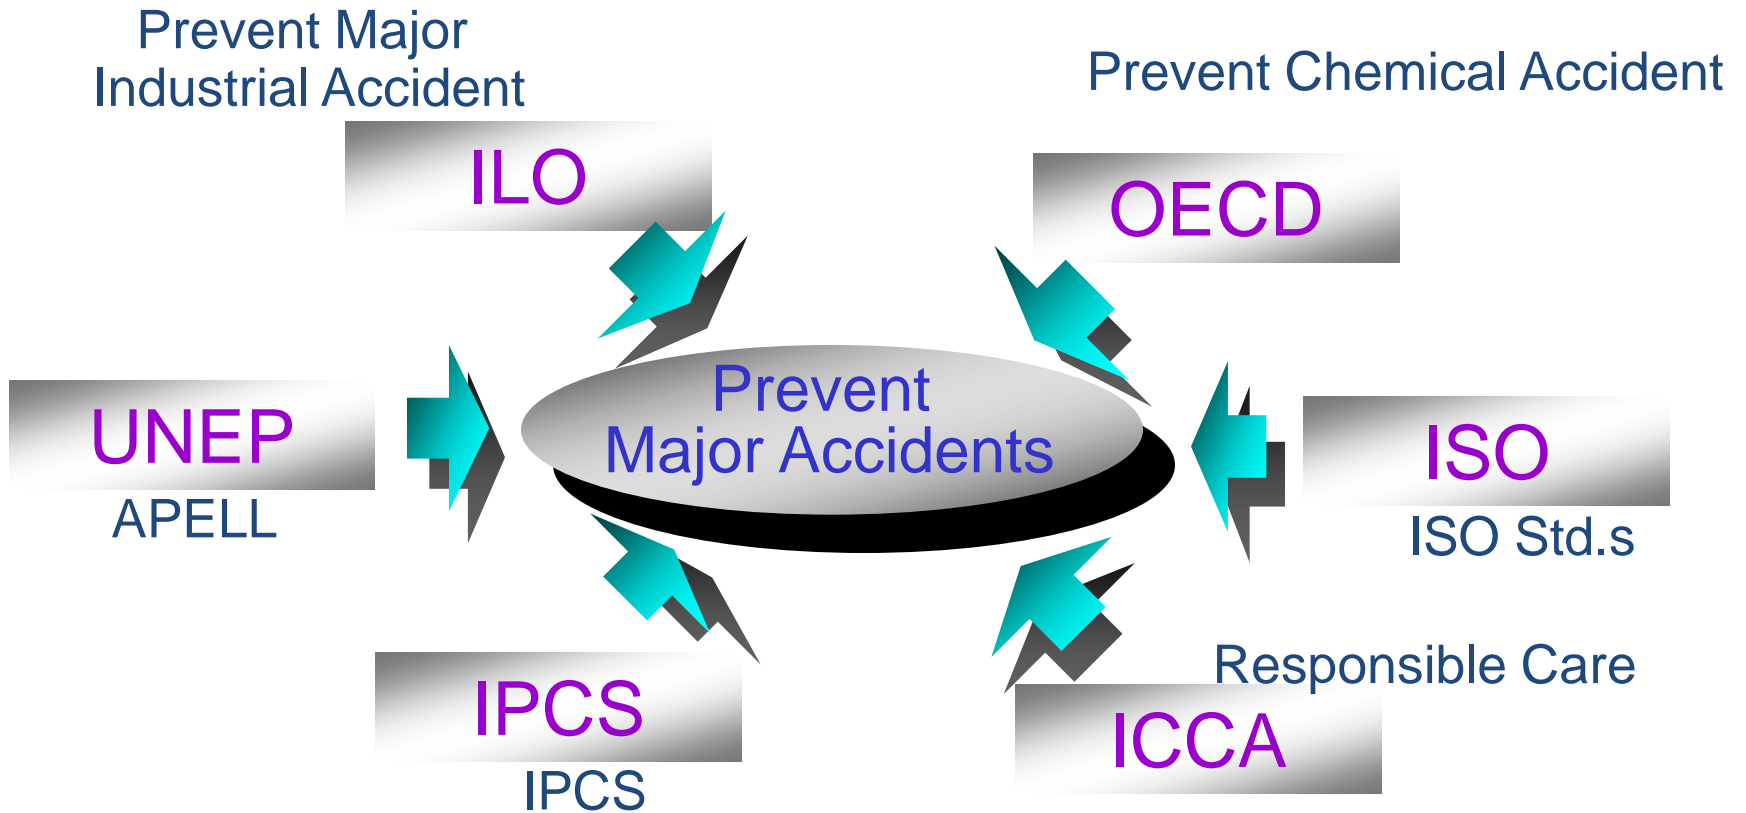 Prevent Major
Industrial Accident
Prevent Chemical Accident
ILO
OECD
Prevent
Major Accidents
UNEP
APELL
ISO
ISO Std.s
IPCS
IPCS
Responsible Care
ICCA